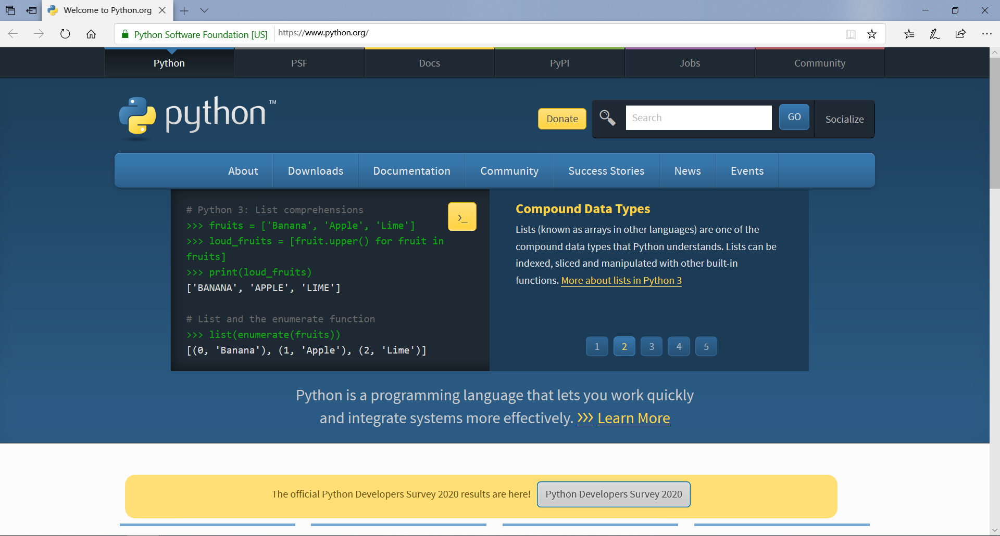 Welcome to Python.org
Python Software Foundation [US]
https://www.python.org/
Python
PSF
Docs
PyPI
Jobs
Community
python™
Donate
Search
GO
Socialize
About
Downloads
Documentation
Community
Success Stories
News
Events
# Python 3: List comprehensions
>>> fruits = ['Banana', 'Apple', 'Lime']
>>> loud_fruits = [fruit.upper() for fruit in
fruits]
>>> print(loud_fruits)
['BANANA', 'APPLE', 'LIME']
# List and the enumerate function
>>> list(enumerate(fruits))
[(0, 'Banana'), (1, 'Apple'), (2, 'Lime')]
>_
Compound Data Types
Lists (known as arrays in other languages) are one of the
compound data types that Python understands. Lists can be
indexed, sliced and manipulated with other built-in
functions. More about lists in Python 3
1
2
3
4
5
Python is a programming language that lets you work quickly
and integrate systems more effectively. >>> Learn More
The official Python Developers Survey 2020 results are here!
Python Developers Survey 2020